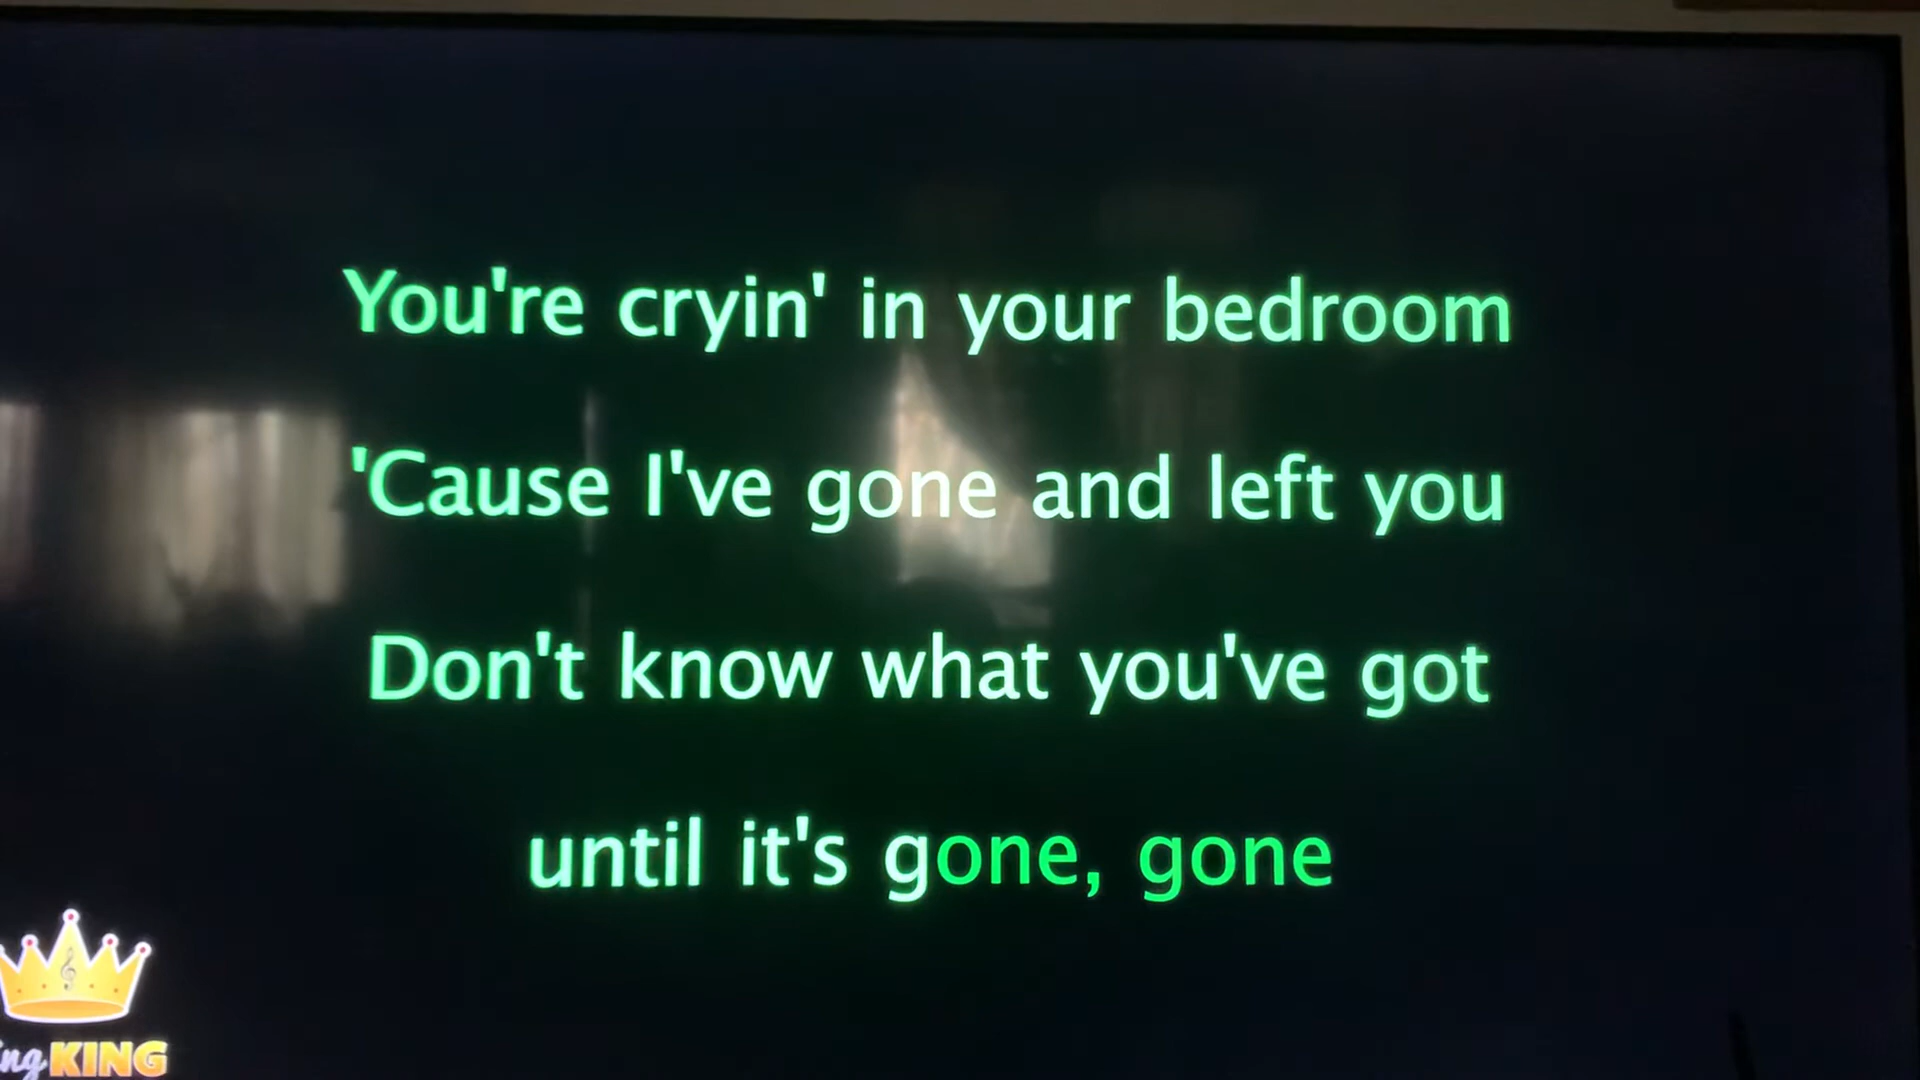 You're cryin' in your bedroom
'Cause I've gone and left you
Don't know what you've got
until it's gone, gone
ng KING